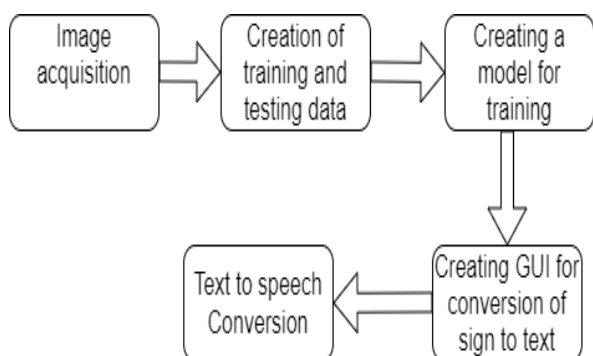 Image
acquisition
Creation of
training and
testing data
Creating a
model for
training
Creating GUI for
conversion of
sign to text
Text to speech
Conversion